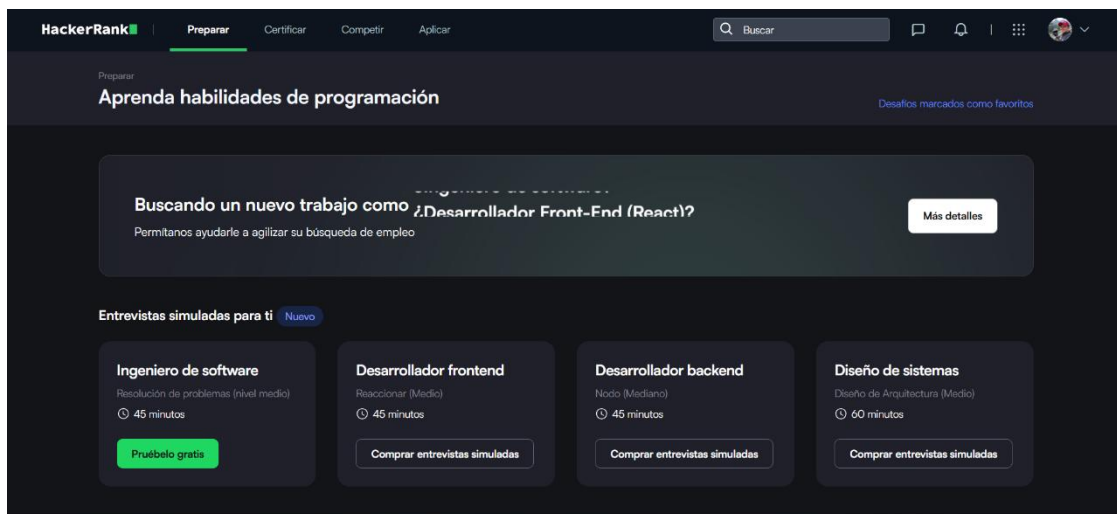 HackerRank
Preparar
Certificar
Competir
Aplicar
Buscar
Preparar
Aprenda habilidades de programación
Desafíos marcados como favoritos
Buscando un nuevo trabajo como
¿Desarrollador Front-End (React)?
Permítanos ayudarle a agilizar su búsqueda de empleo
Más detalles
Entrevistas simuladas para ti Nuevo
Ingeniero de software
Resolución de problemas (nivel medio)
45 minutos
Pruébelo gratis
Desarrollador frontend
Reaccionar (Medio)
45 minutos
Comprar entrevistas simuladas
Desarrollador backend
Nodo (Mediano)
45 minutos
Comprar entrevistas simuladas
Diseño de sistemas
Diseño de Arquitectura (Medio)
60 minutos
Comprar entrevistas simuladas